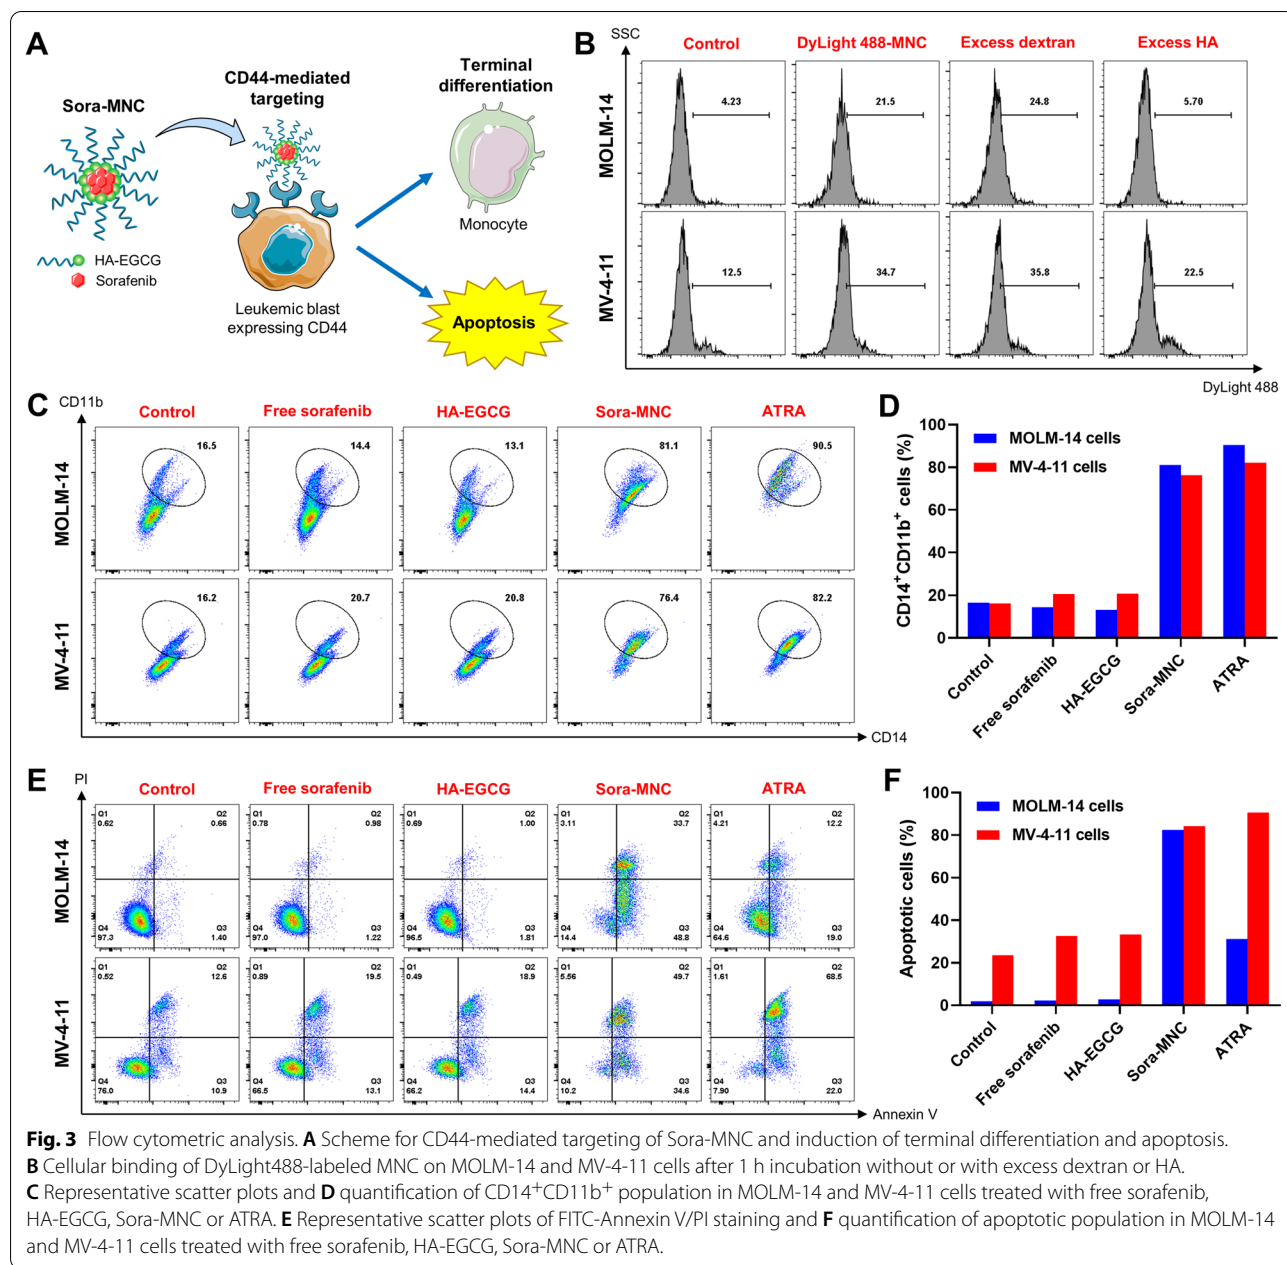 A
Sora-MNC
CD44-mediated
targeting
Terminal
differentiation
Monocyte
HA-EGCG
Sorafenib
Leukemic blast
expressing CD44
Apoptosis
B
SSC
Control
DyLight 488-MNC
Excess dextran
Excess HA
MOLM-14
4.23
21.5
24.8
5.70
MV-4-11
12.5
34.7
35.8
22.5
DyLight 488
C
CD11b
Control
Free sorafenib
HA-EGCG
Sora-MNC
ATRA
MOLM-14
16.5
14.4
13.1
81.1
90.5
MV-4-11
16.2
20.7
20.8
76.4
82.2
CD14
D
CD14+CD11b+ cells (%)
100
80
60
40
20
0
MOLM-14 cells
MV-4-11 cells
Control
Free sorafenib
HA-EGCG
Sora-MNC
ATRA
E
PI
Control
Free sorafenib
HA-EGCG
Sora-MNC
ATRA
MOLM-14
Q1
0.62
Q2
0.66
Q4
97.3
Q3
1.40
Q1
0.78
Q2
0.98
Q4
97.0
Q3
1.22
Q1
0.69
Q2
1.00
Q4
96.5
Q3
1.81
Q1
3.11
Q2
33.7
Q4
14.4
Q3
48.8
Q1
4.21
Q2
12.2
Q4
64.6
Q3
19.0
MV-4-11
Q1
0.52
Q2
12.6
Q4
76.0
Q3
10.9
Q1
0.89
Q2
19.5
Q4
66.5
Q3
13.1
Q1
0.49
Q2
18.9
Q4
66.2
Q3
14.4
Q1
5.56
Q2
49.7
Q4
10.2
Q3
34.6
Q1
1.61
Q2
68.5
Q4
7.90
Q3
22.0
Annexin V
F
Apoptotic cells (%)
100
80
60
40
20
0
MOLM-14 cells
MV-4-11 cells
Control
Free sorafenib
HA-EGCG
Sora-MNC
ATRA
Fig. 3 Flow cytometric analysis. A Scheme for CD44-mediated targeting of Sora-MNC and induction of terminal differentiation and apoptosis.
B Cellular binding of DyLight488-labeled MNC on MOLM-14 and MV-4-11 cells after 1 h incubation without or with excess dextran or HA.
C Representative scatter plots and D quantification of CD14+CD11b+ population in MOLM-14 and MV-4-11 cells treated with free sorafenib,
HA-EGCG, Sora-MNC or ATRA. E Representative scatter plots of FITC-Annexin V/PI staining and F quantification of apoptotic population in MOLM-14
and MV-4-11 cells treated with free sorafenib, HA-EGCG, Sora-MNC or ATRA.